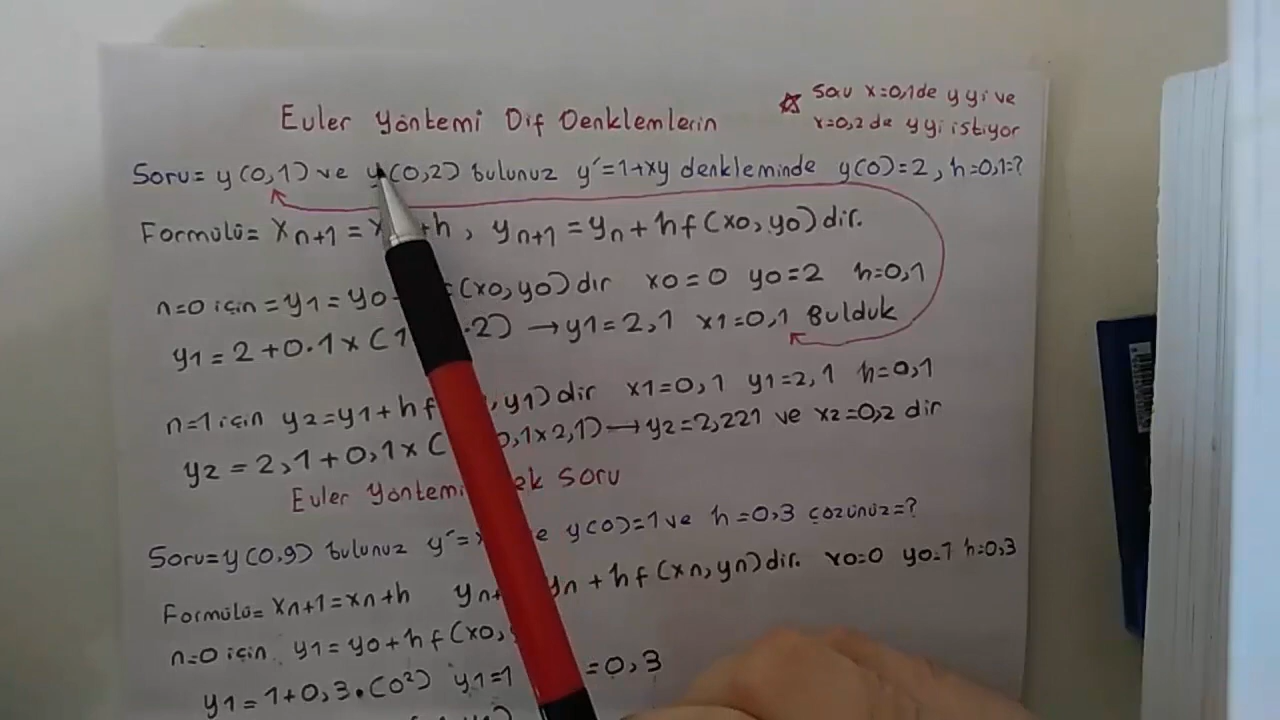 Euler Yöntemi Dif Denklemlerin
☆ Soru x=0,1 de y yi ve
x=0,2 de y yi istiyor
Soru= y(0,1) ve y(0,2) bulunuz y'=1+xy denkleminde y(0)=2, h=0,1=?
Formülü= xn+1 = x +h, yn+1 = yn + hf(x0, y0) dir.
n=0 için = y1 = y0 (x0, y0) dır x0=0 y0=2 h=0,1
y1 = 2+0.1x(1 .2) → y1=2,1 x1=0,1 Bulduk
n=1 için y2=y1+hf , y1) dir x1=0,1 y1=2,1 h=0,1
y2 = 2,1+0,1x( 0,1x2,1) → y2=2,221 ve x2=0,2 dir
Euler Yöntemi Soru
Soru=y(0,9) bulunuz y'= y(0)=1 ve h=0,3 çözünüz=?
Formülü= xn+1=xn+h yn+ yn + hf(xn, yn) dir. x0=0 y0=1 h=0,3
n=0 için y1=y0+hf(x0,
y1=1+0,3.(0²) y1=1 =0,3